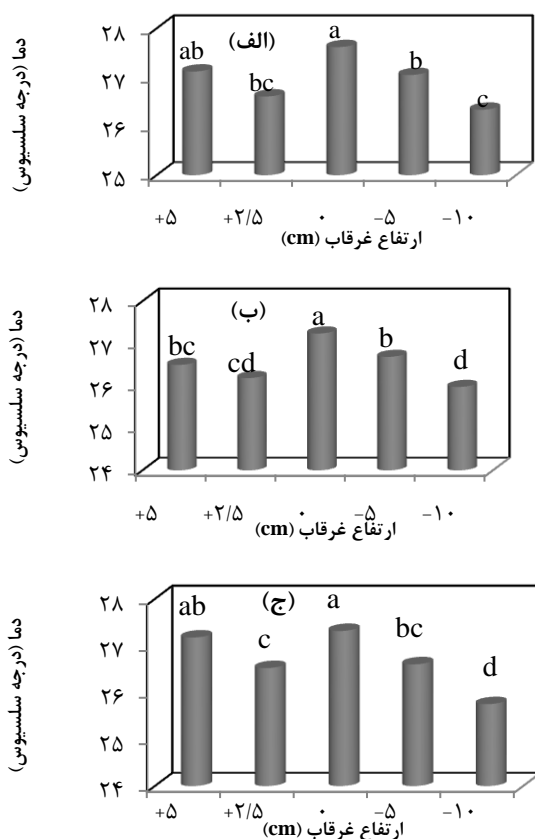 دما (درجه سلسیوس)
(الف)
۲۸
۲۷
۲۶
۲۵
ab
bc
a
b
c
+۵ +۲/۵ ۰ -۵ -۱۰
ارتفاع غرقاب (cm)
دما (درجه سلسیوس)
(ب)
۲۸
۲۷
۲۶
۲۵
۲۴
bc
cd
a
b
d
+۵ +۲/۵ ۰ -۵ -۱۰
ارتفاع غرقاب (cm)
دما (درجه سلسیوس)
(ج)
۲۸
۲۷
۲۶
۲۵
۲۴
ab
c
a
bc
d
+۵ +۲/۵ ۰ -۵ -۱۰
ارتفاع غرقاب (cm)